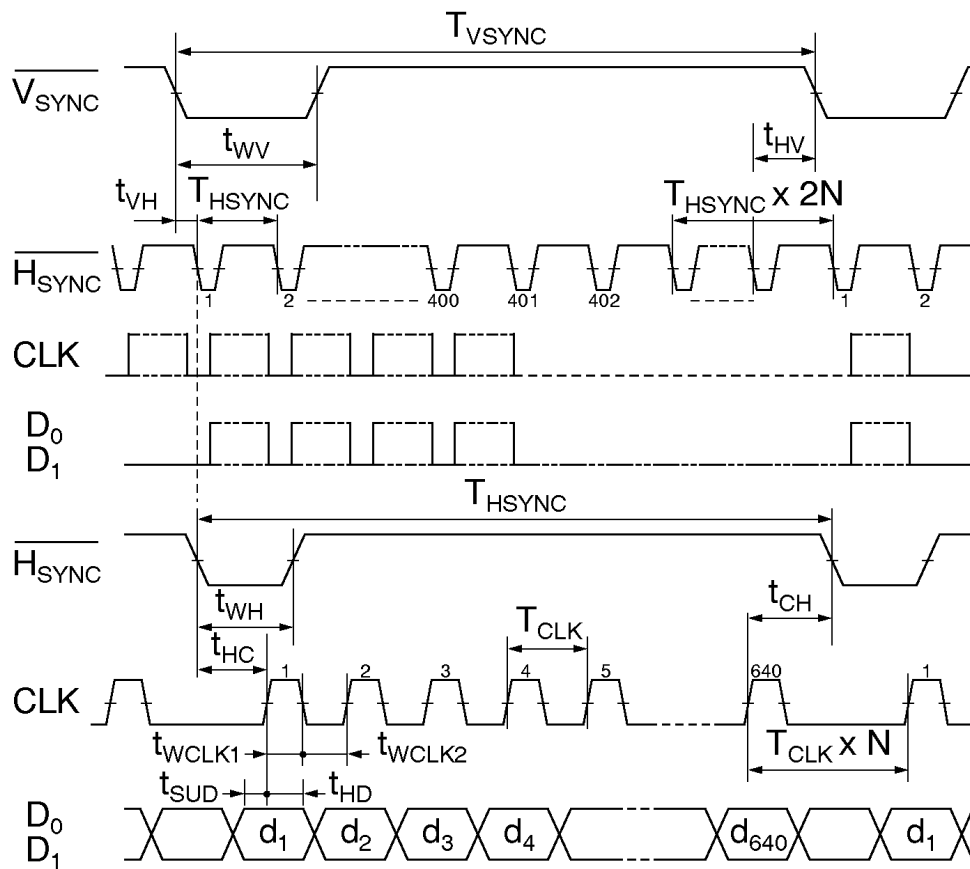 T_VSYNC
V_SYNC
t_WV
t_HV
t_VH T_HSYNC T_HSYNC x 2N
H_SYNC
1 2 400 401 402 1 2
CLK
D_0
D_1
T_HSYNC
H_SYNC
t_WH t_CH
t_HC T_CLK
CLK 1 2 3 4 5 640 1
t_WCLK1 t_WCLK2 T_CLK x N
t_SUD t_HD
D_0
D_1
d_1 d_2 d_3 d_4 d_640 d_1